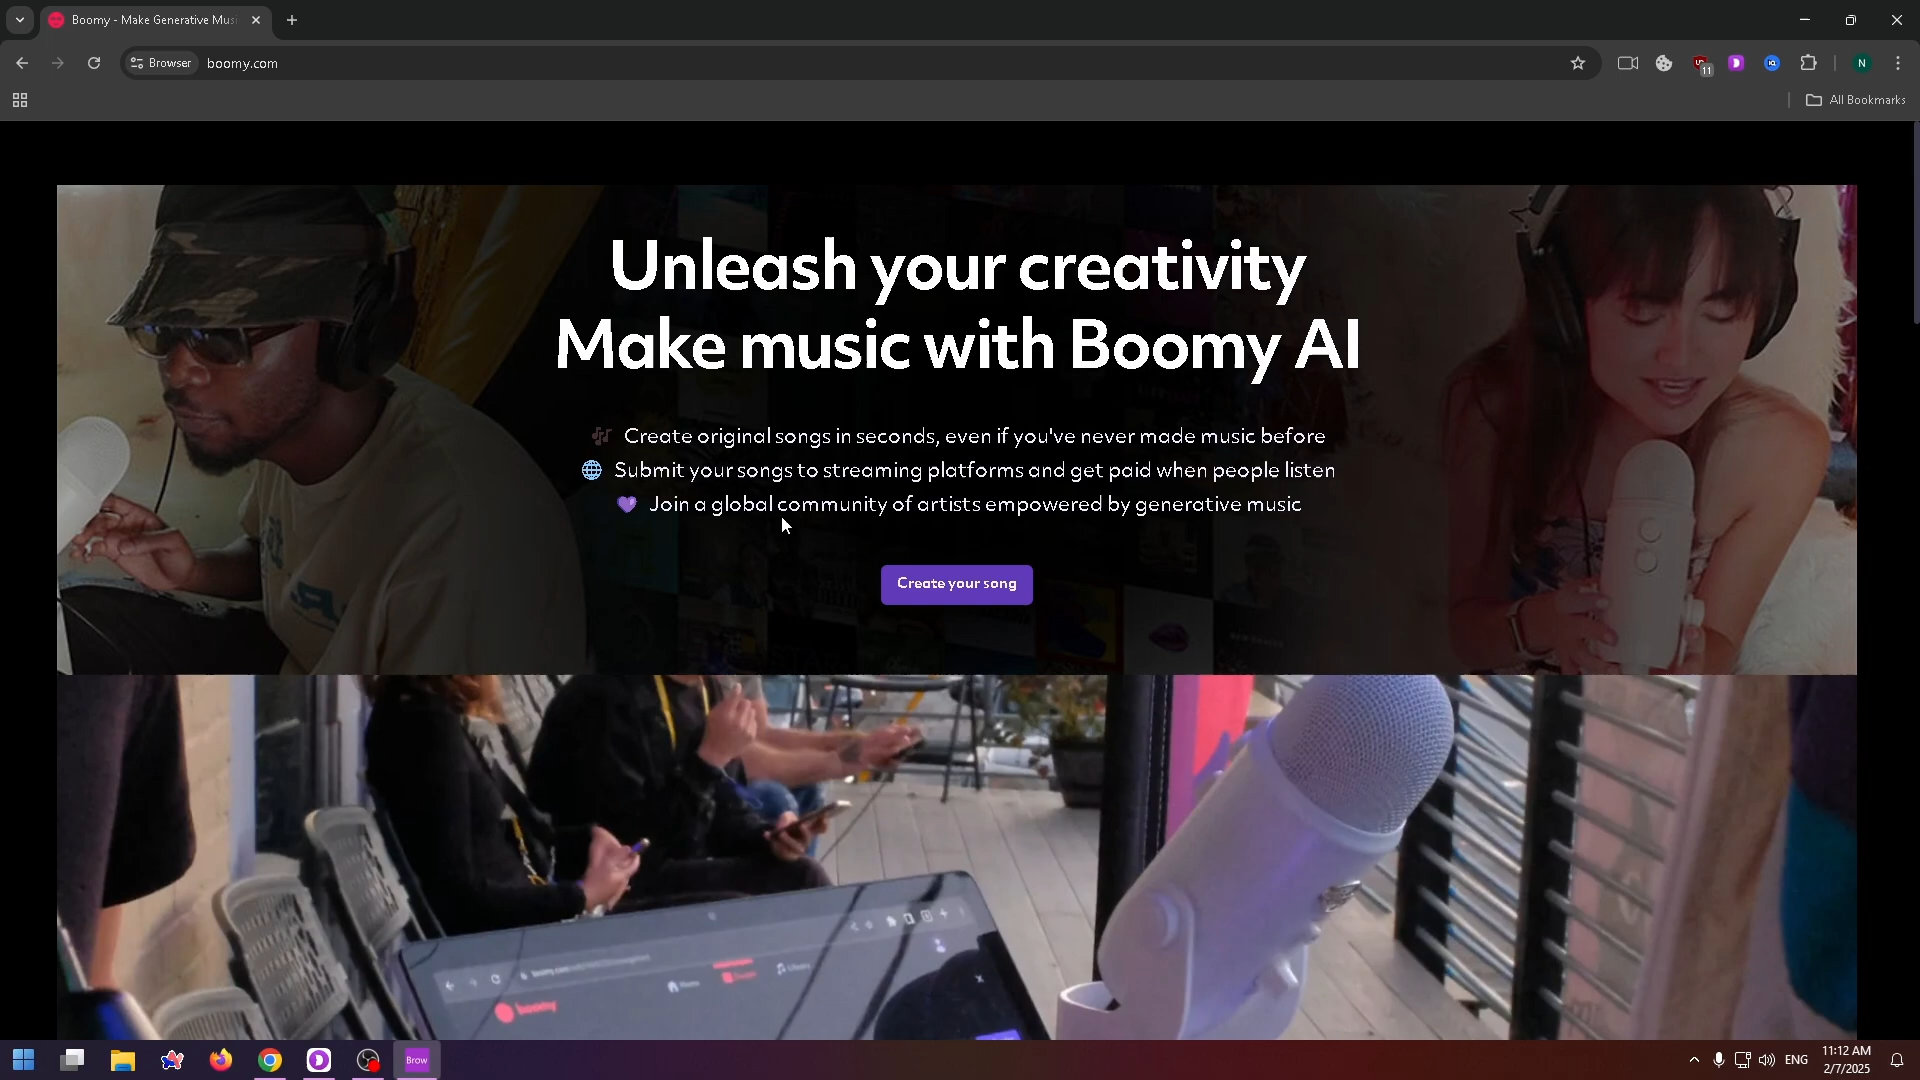 Boomy - Make Generative Musi
Browser
boomy.com
11
N
All Bookmarks
Unleash your creativity
Make music with Boomy AI
Create original songs in seconds, even if you've never made music before
Submit your songs to streaming platforms and get paid when people listen
Join a global community of artists empowered by generative music
Create your song
boomy
Brow
ENG
11:12 AM
2/7/2025